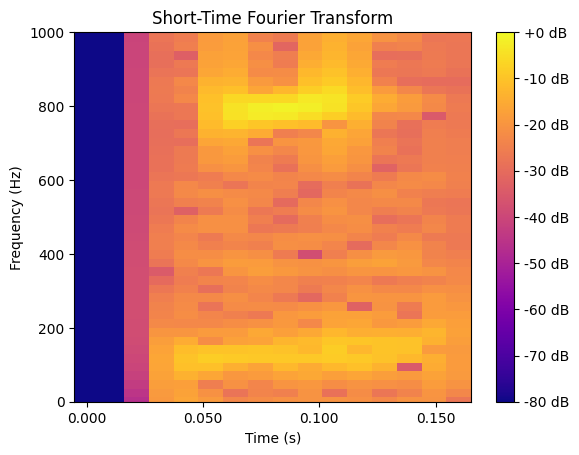 Short-Time Fourier Transform
1000
800
600
400
200
0
Frequency (Hz)
0.000
0.050
0.100
0.150
Time (s)
+0 dB
-10 dB
-20 dB
-30 dB
-40 dB
-50 dB
-60 dB
-70 dB
-80 dB